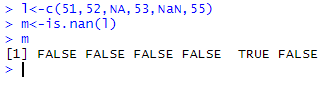 > l<-c(51,52,NA,53,NaN,55)
> m<-is.nan(l)
> m
[1] FALSE FALSE FALSE FALSE  TRUE FALSE
>